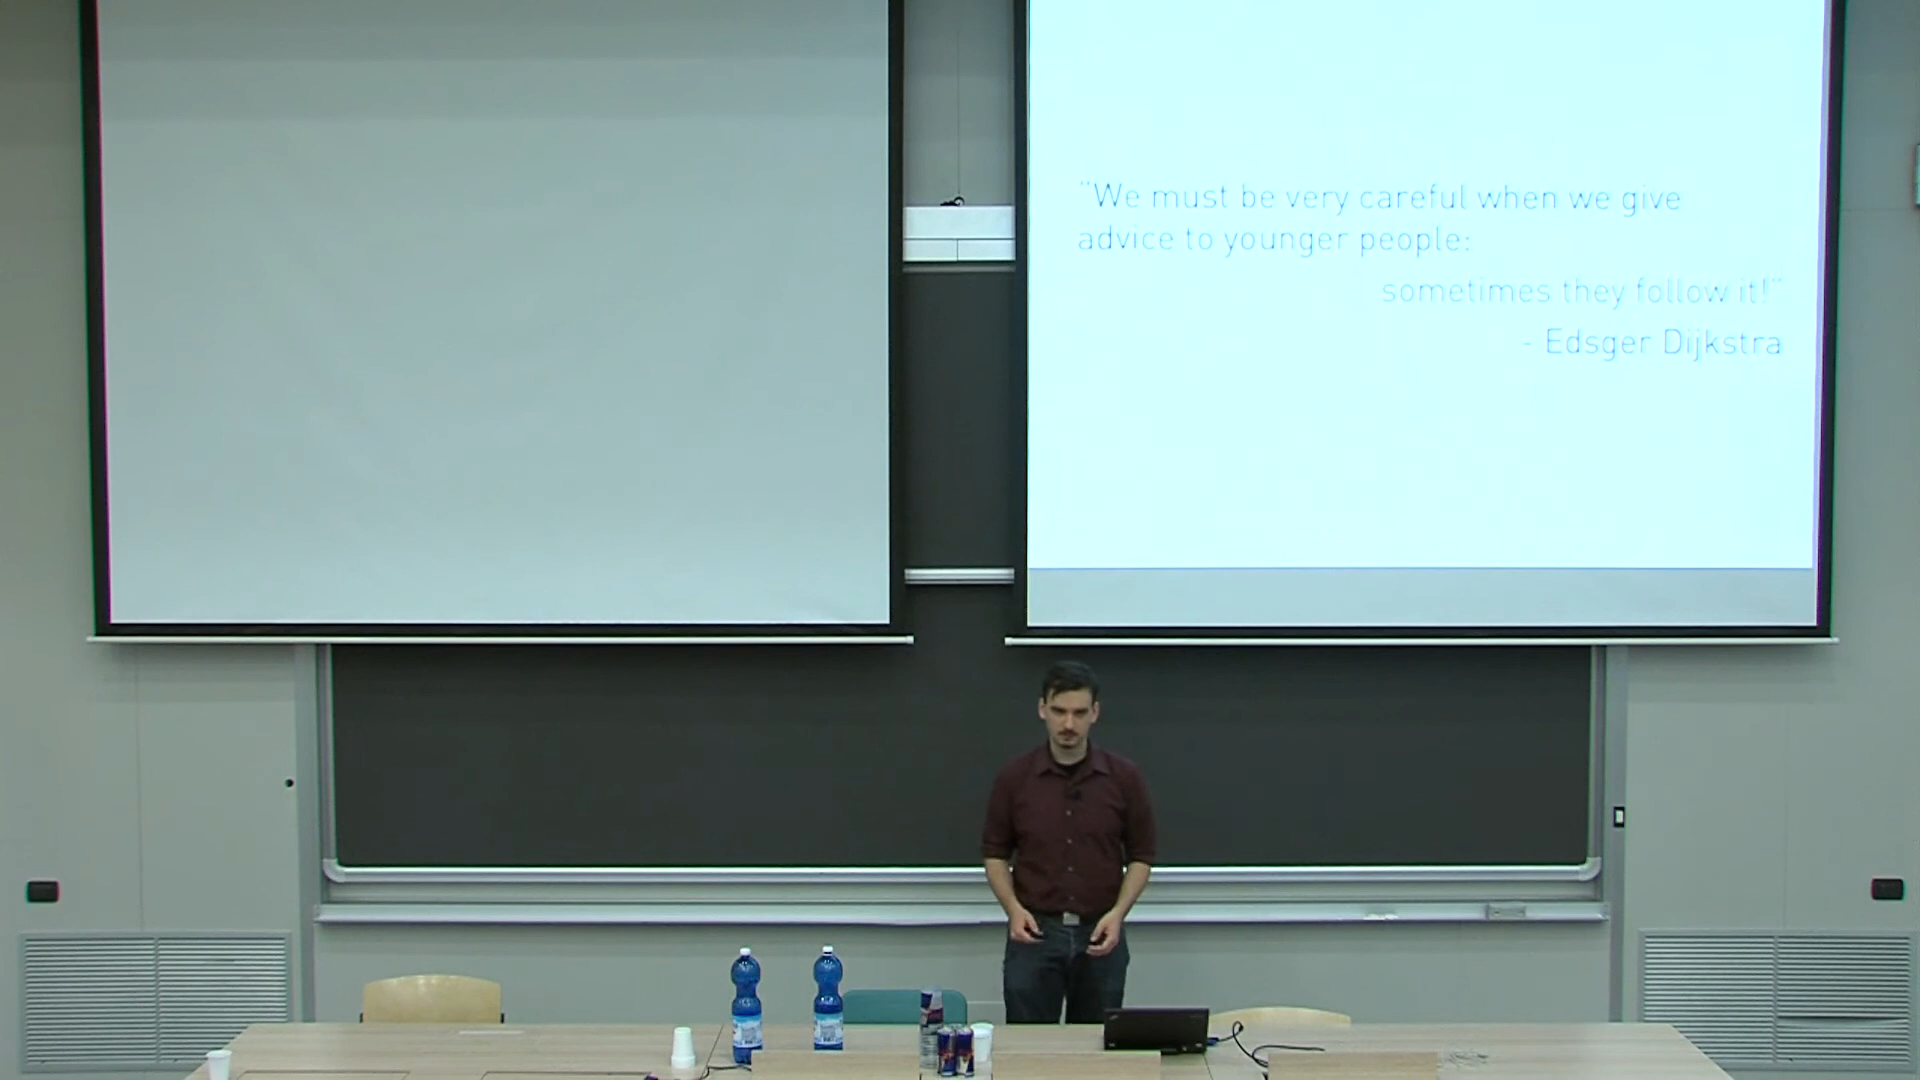 "We must be very careful when we give
advice to younger people:
sometimes they follow it!"
- Edsger Dijkstra